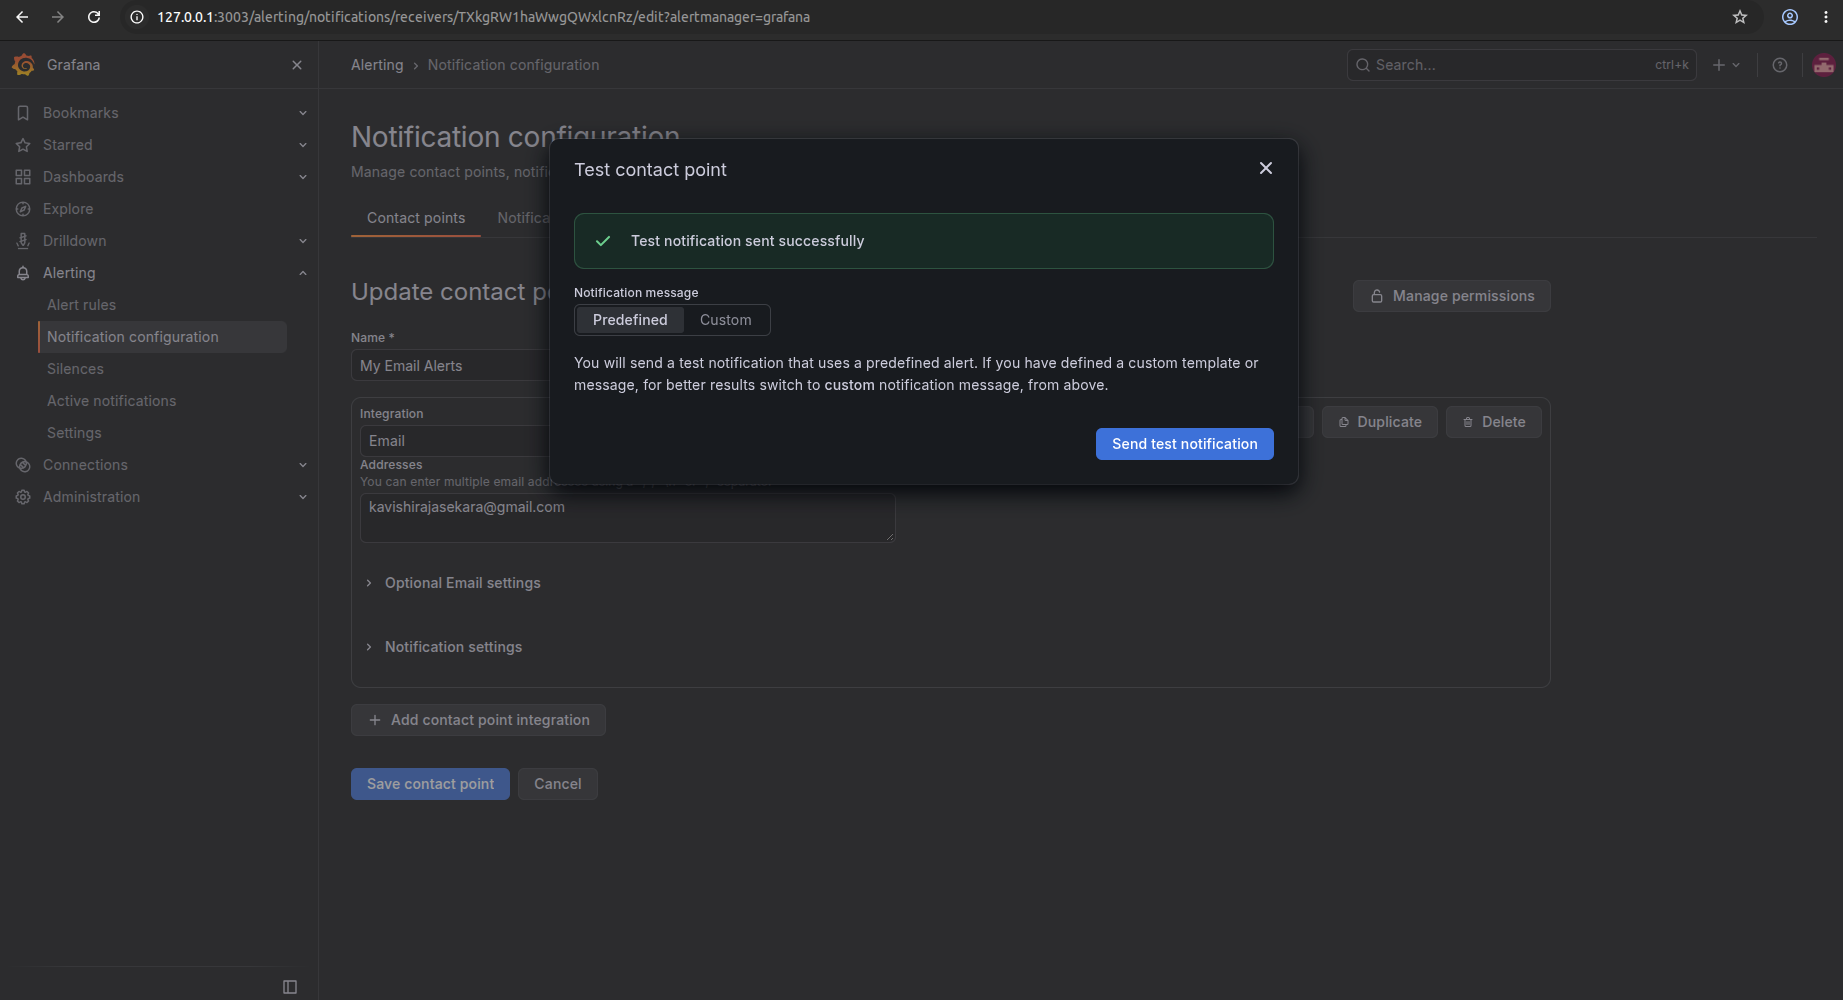 127.0.0.1:3003/alerting/notifications/receivers/TXkgRW1haWwgQWxlcnRz/edit?alertmanager=grafana
Grafana
Alerting › Notification configuration
Search...
ctrl+k
Bookmarks
Starred
Dashboards
Explore
Drilldown
Alerting
Alert rules
Notification configuration
Silences
Active notifications
Settings
Connections
Administration
Notification configuration
Manage contact points, notifi
Contact points
Notifica
Update contact po
Manage permissions
Name *
My Email Alerts
Integration
Email
Duplicate
Delete
Addresses
You can enter multiple email addresses
kavishirajasekara@gmail.com
Optional Email settings
Notification settings
Add contact point integration
Save contact point
Cancel
Test contact point
Test notification sent successfully
Notification message
Predefined
Custom
You will send a test notification that uses a predefined alert. If you have defined a custom template or
message, for better results switch to custom notification message, from above.
Send test notification